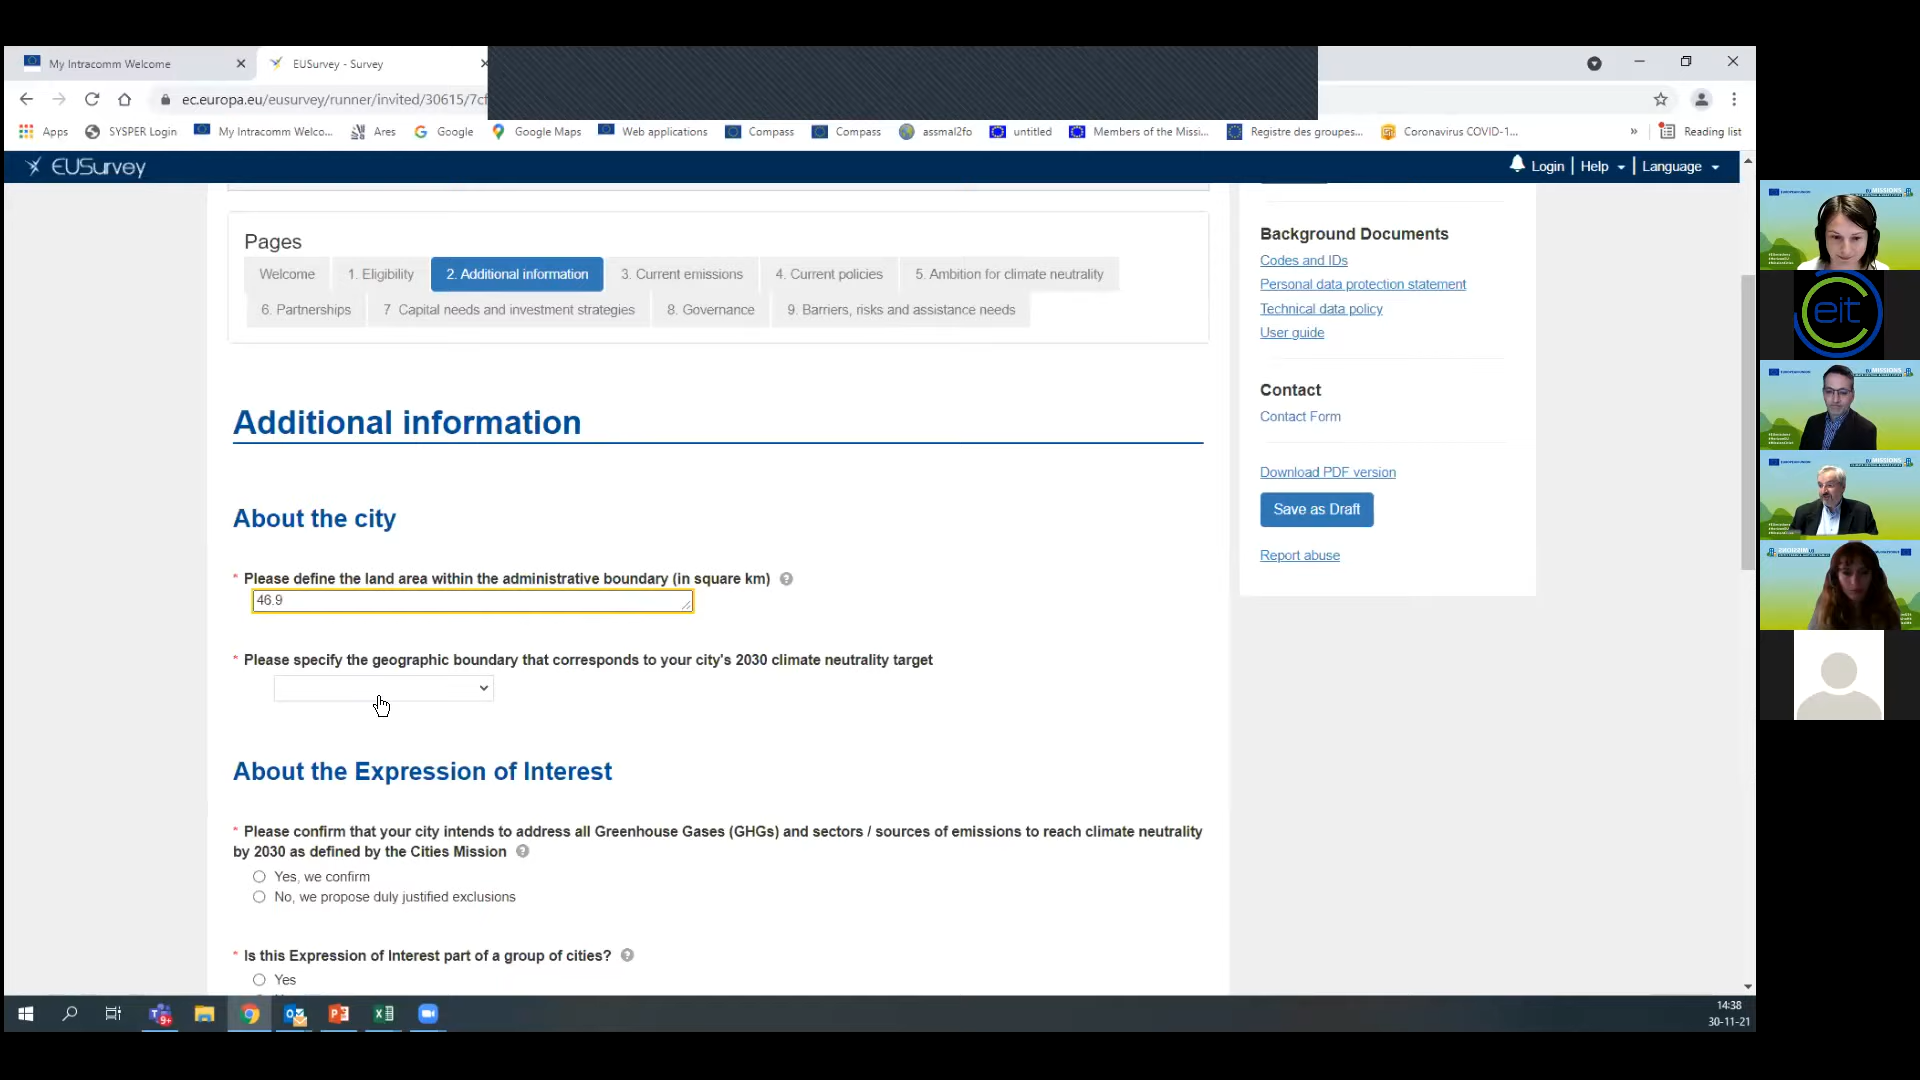 My Intracomm Welcome
EUSurvey - Survey
ec.europa.eu/eusurvey/runner/invited/30615/7cf
Apps
SYSPER Login
My Intracomm Welco...
Ares
Google
Google Maps
Web applications
Compass
Compass
assmal2fo
untitled
Members of the Missi...
Registre des groupes...
Coronavirus COVID-1...
»
Reading list
EUSurvey
Login | Help | Language
Pages
Welcome
1. Eligibility
2. Additional information
3. Current emissions
4. Current policies
5. Ambition for climate neutrality
6. Partnerships
7 Capital needs and investment strategies
8. Governance
9. Barriers, risks and assistance needs
Additional information
About the city
* Please define the land area within the administrative boundary (in square km) ?
46.9
* Please specify the geographic boundary that corresponds to your city's 2030 climate neutrality target
About the Expression of Interest
* Please confirm that your city intends to address all Greenhouse Gases (GHGs) and sectors / sources of emissions to reach climate neutrality
by 2030 as defined by the Cities Mission ?
Yes, we confirm
No, we propose duly justified exclusions
* Is this Expression of Interest part of a group of cities? ?
Yes
Background Documents
Codes and IDs
Personal data protection statement
Technical data policy
User guide
Contact
Contact Form
Download PDF version
Save as Draft
Report abuse
eit
9+
14:38
30-11-21